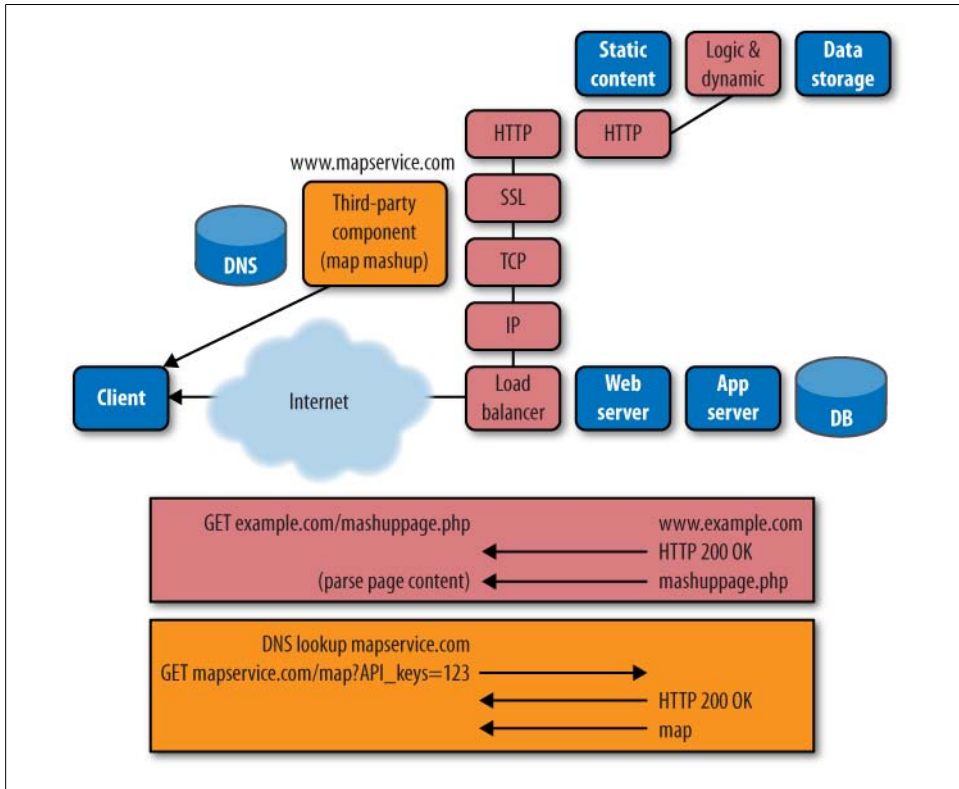 Static
content
Logic &
dynamic
Data
storage
HTTP
HTTP
www.mapservice.com
Third-party
component
(map mashup)
SSL
DNS
TCP
IP
Client
Internet
Load
balancer
Web
server
App
server
DB
GET example.com/mashuppage.php
www.example.com
HTTP 200 OK
(parse page content)
mashuppage.php
DNS lookup mapservice.com
GET mapservice.com/map?API_keys=123
HTTP 200 OK
map